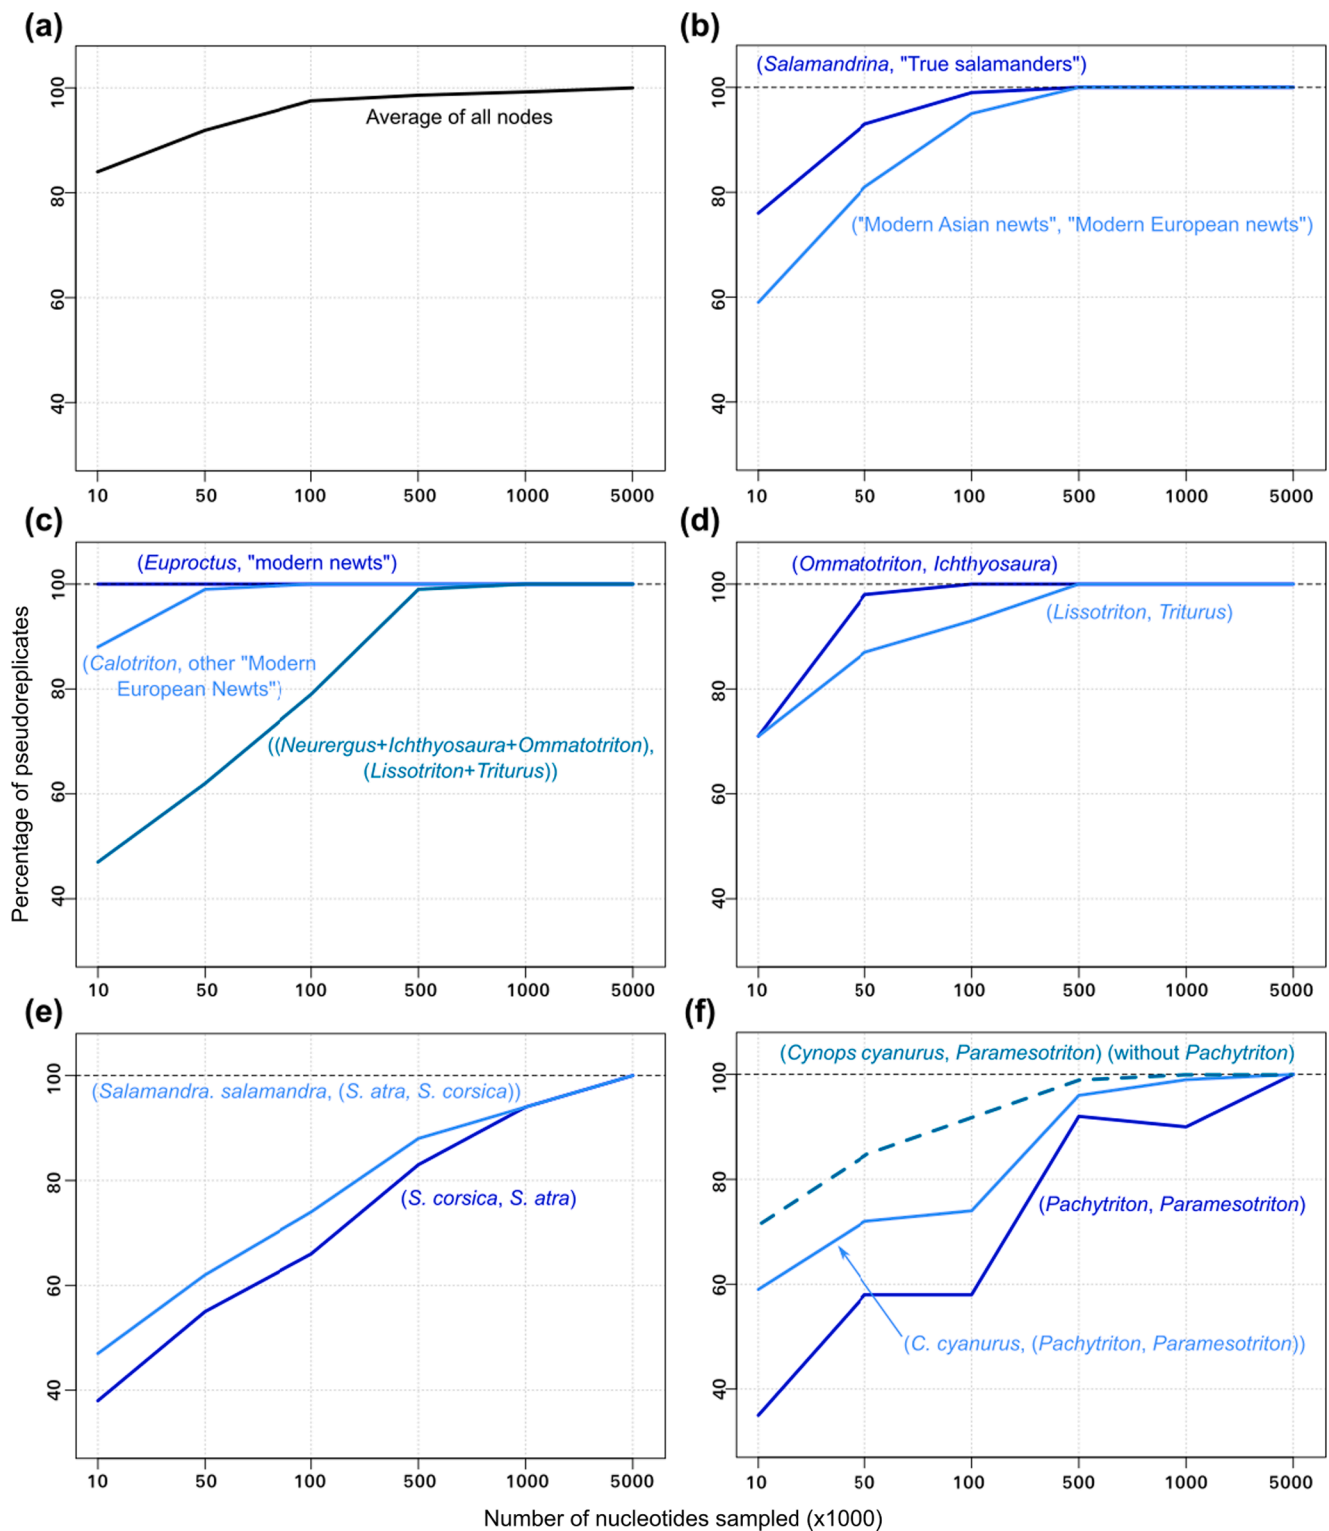 (a)
100
80
60
40
Average of all nodes
10 50 100 500 1000 5000
(b)
100
80
60
40
(Salamandrina, "True salamanders")
("Modern Asian newts", "Modern European newts")
10 50 100 500 1000 5000
Percentage of pseudoreplicates
(c)
100
80
60
40
(Euproctus, "modern newts")
(Calotriton, other "Modern
European Newts")
((Neurergus+Ichthyosaura+Ommatotriton),
(Lissotriton+Triturus))
10 50 100 500 1000 5000
(d)
100
80
60
40
(Ommatotriton, Ichthyosaura)
(Lissotriton, Triturus)
10 50 100 500 1000 5000
(e)
100
80
60
40
(Salamandra. salamandra, (S. atra, S. corsica))
(S. corsica, S. atra)
10 50 100 500 1000 5000
(f)
100
80
60
40
(Cynops cyanurus, Paramesotriton) (without Pachytriton)
(Pachytriton, Paramesotriton)
(C. cyanurus, (Pachytriton, Paramesotriton))
10 50 100 500 1000 5000
Number of nucleotides sampled (x1000)